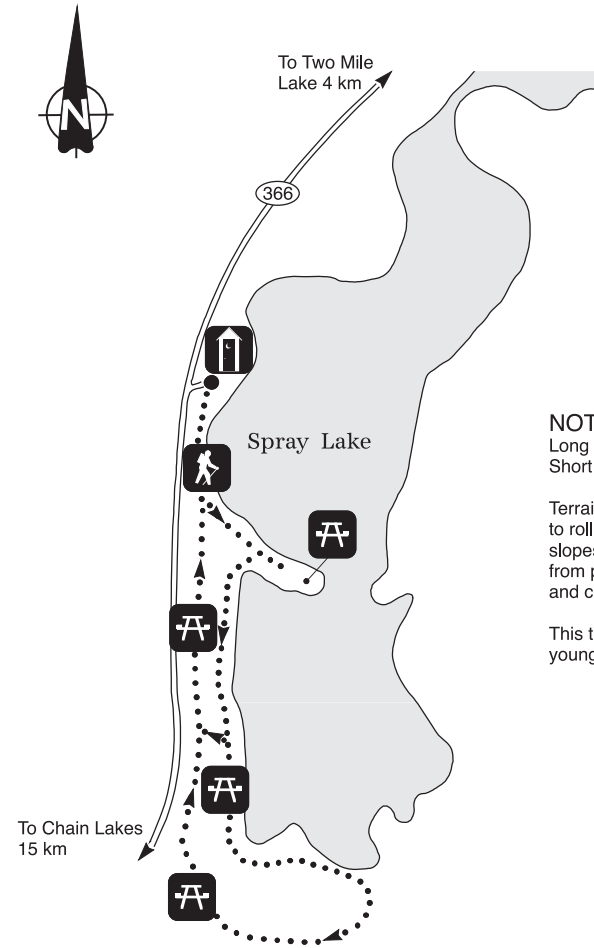 N
To Two Mile
Lake 4 km
366
Spray Lake
To Chain Lakes
15 km
NOT
Long
Short
Terrai
to roll
slopes
from p
and c
This t
young